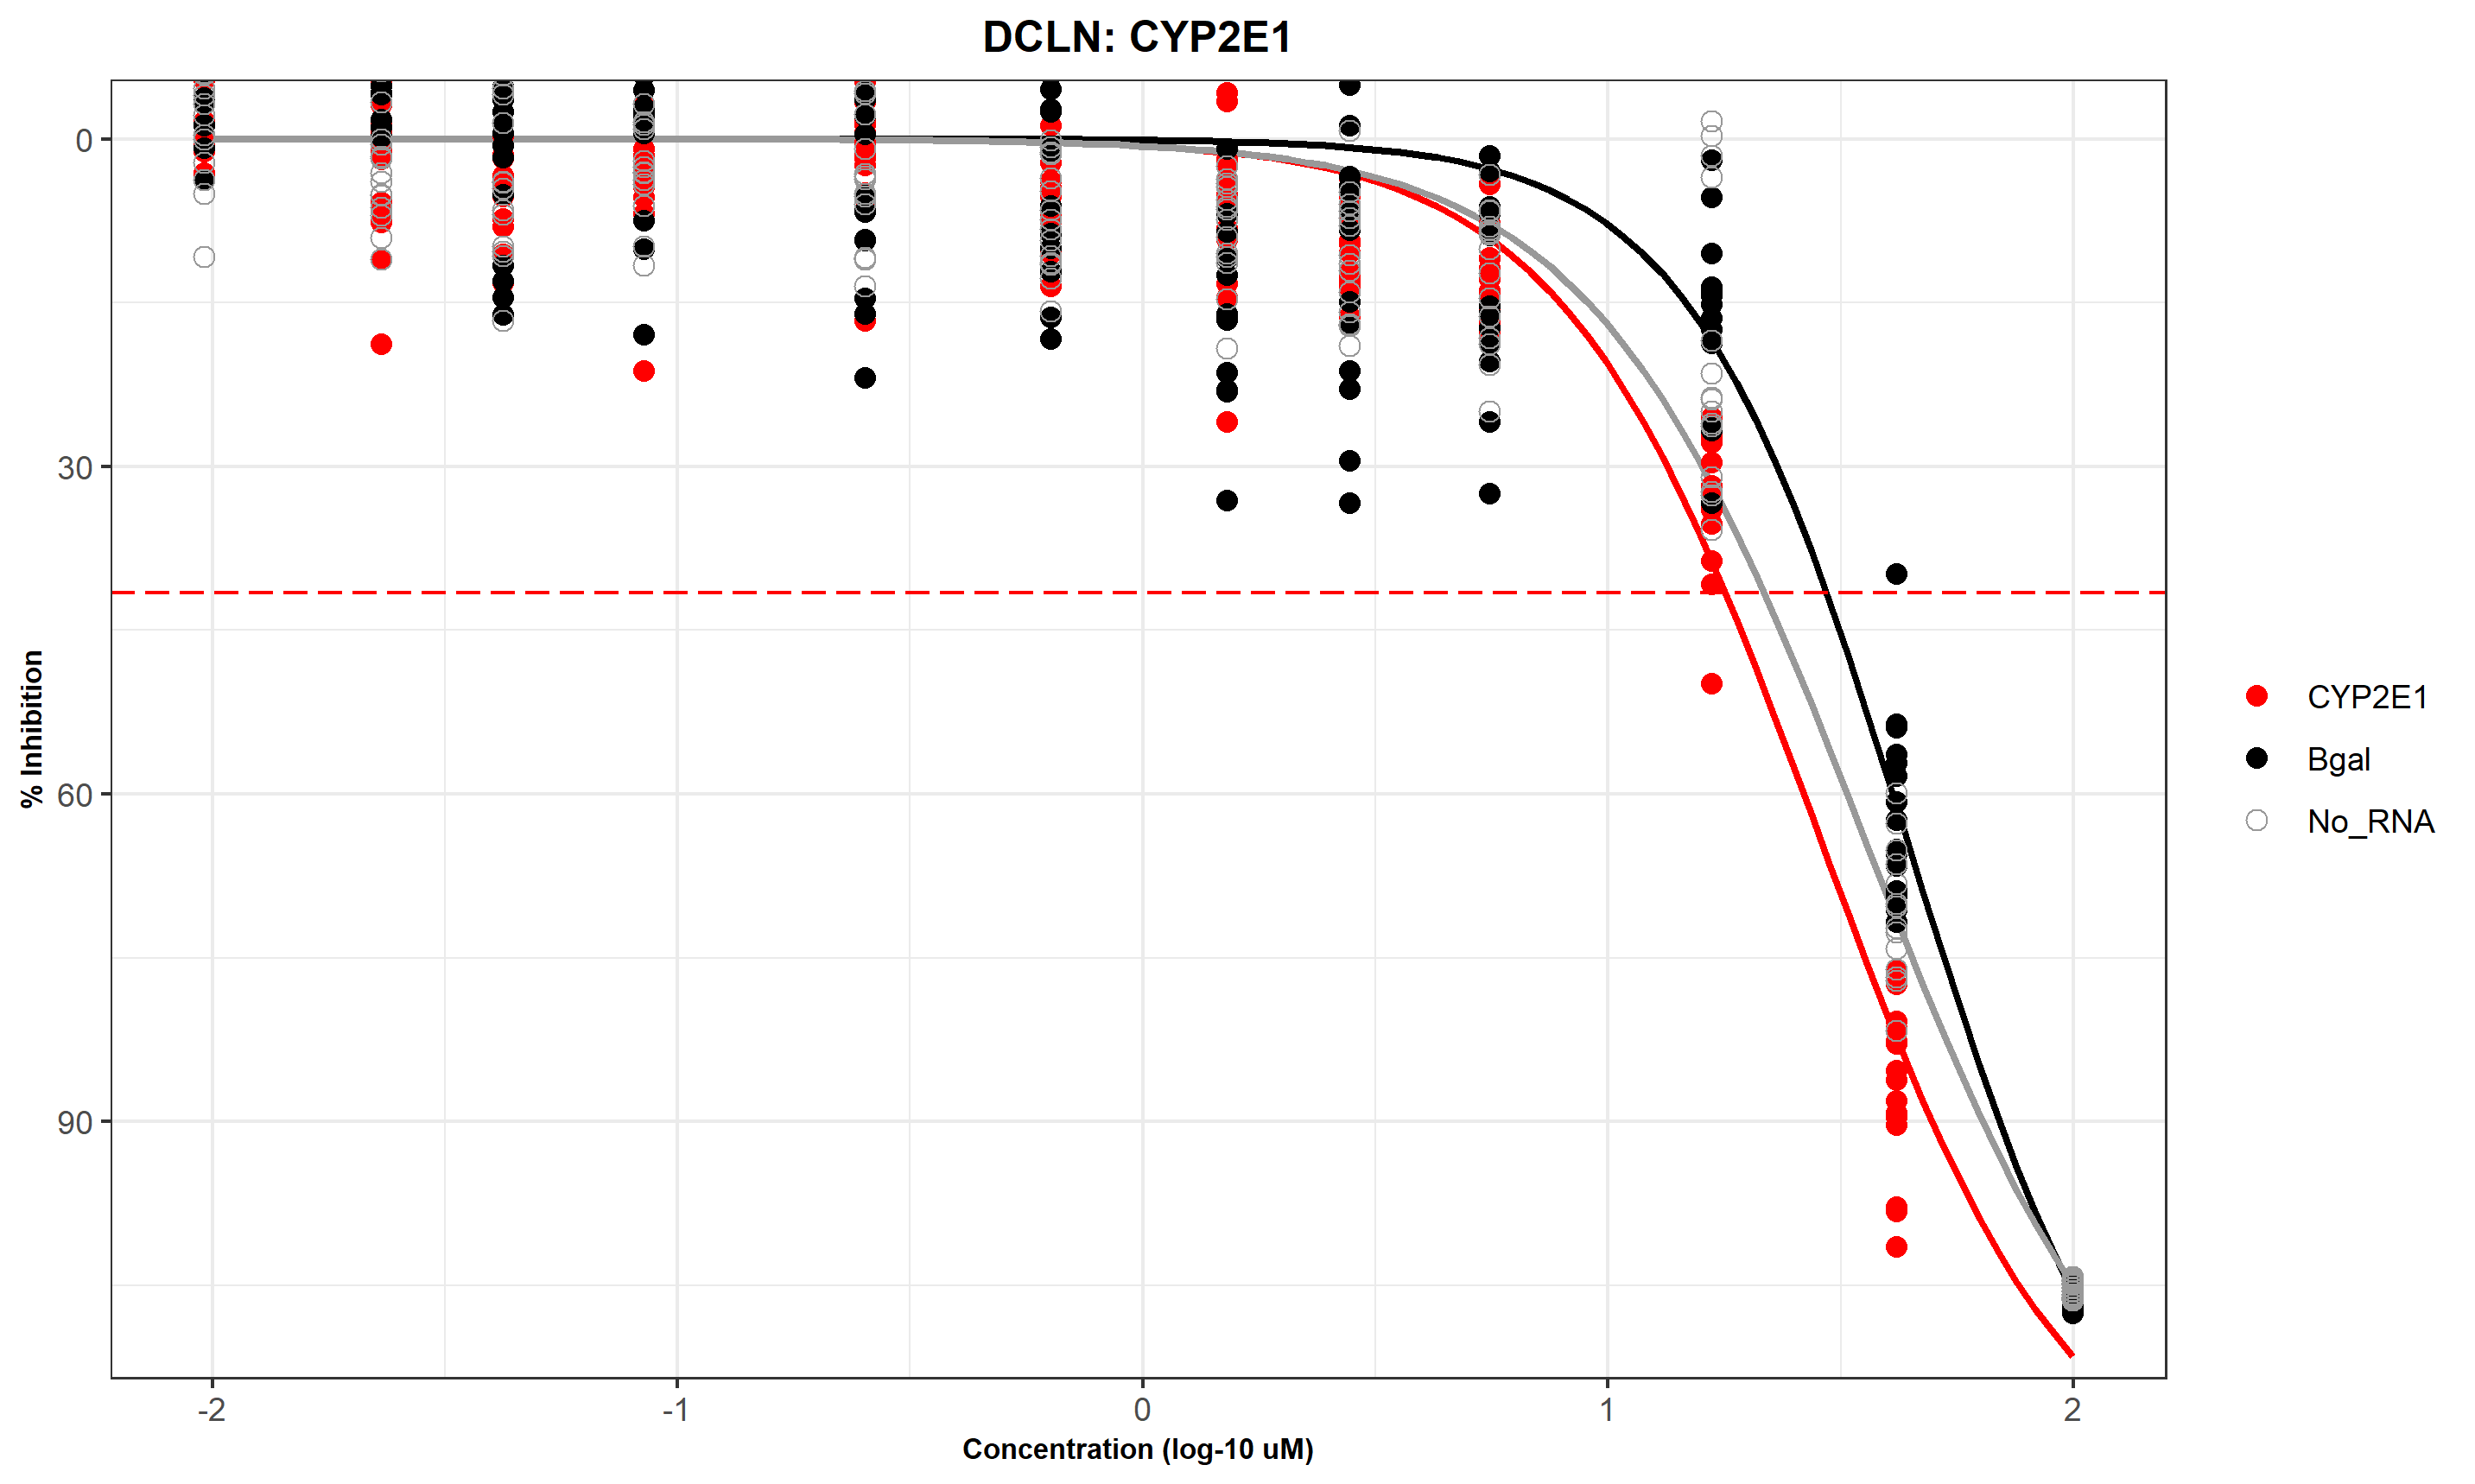 DCLN: CYP2E1
0
30
60
90
% Inhibition
-2
-1
0
1
2
Concentration (log-10 uM)
CYP2E1
Bgal
No_RNA